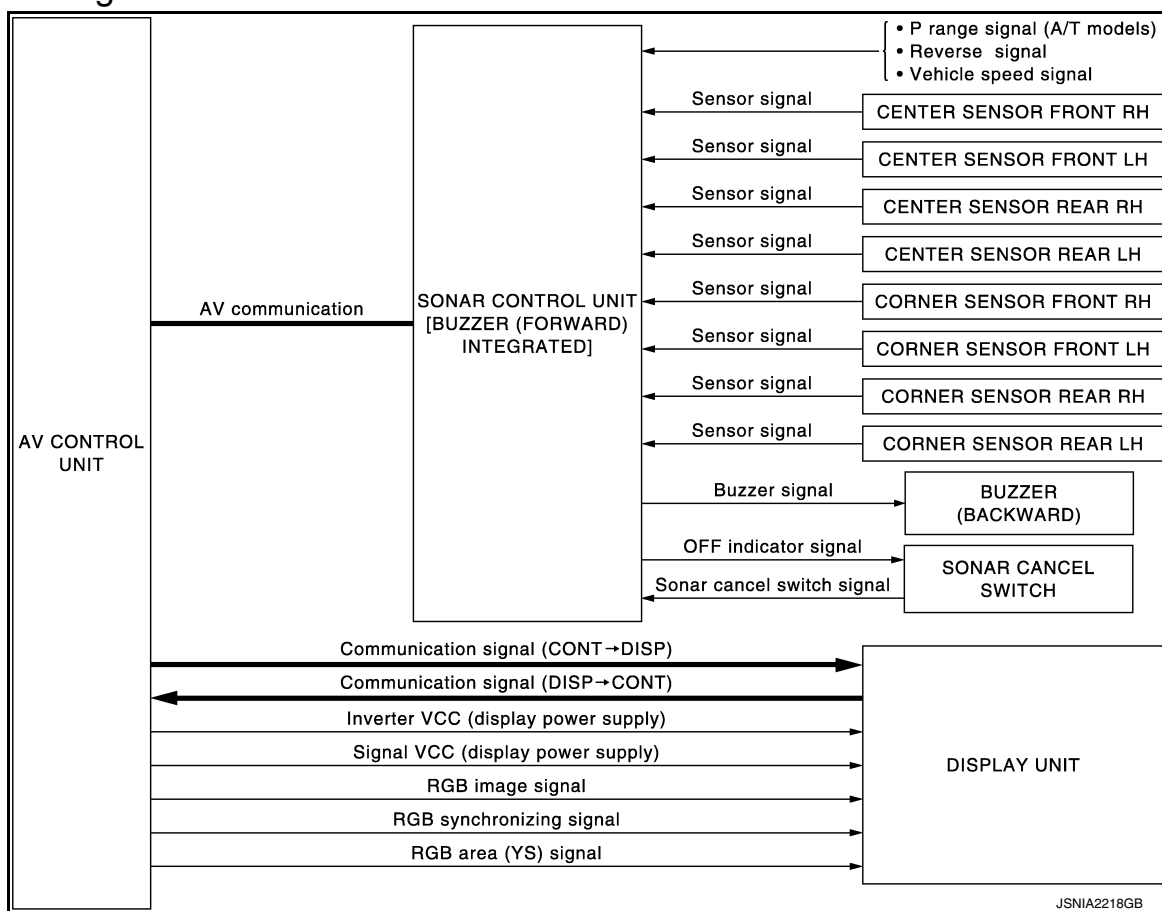 • P range signal (A/T models)
• Reverse signal
• Vehicle speed signal
Sensor signal
CENTER SENSOR FRONT RH
Sensor signal
CENTER SENSOR FRONT LH
Sensor signal
CENTER SENSOR REAR RH
Sensor signal
CENTER SENSOR REAR LH
AV communication
SONAR CONTROL UNIT
[BUZZER (FORWARD)
INTEGRATED]
Sensor signal
CORNER SENSOR FRONT RH
Sensor signal
CORNER SENSOR FRONT LH
Sensor signal
CORNER SENSOR REAR RH
Sensor signal
CORNER SENSOR REAR LH
AV CONTROL
UNIT
Buzzer signal
BUZZER
(BACKWARD)
OFF indicator signal
Sonar cancel switch signal
SONAR CANCEL
SWITCH
Communication signal (CONT→DISP)
Communication signal (DISP→CONT)
Inverter VCC (display power supply)
Signal VCC (display power supply)
RGB image signal
RGB synchronizing signal
RGB area (YS) signal
DISPLAY UNIT
JSNIA2218GB